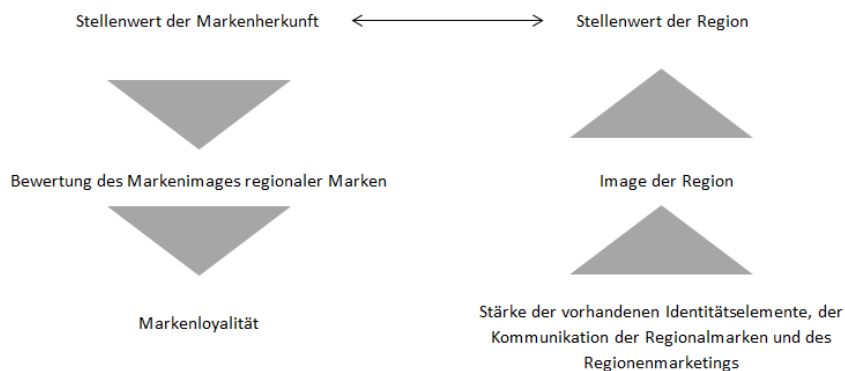 Stellenwert der Markenherkunft
Stellenwert der Region
Bewertung des Markenimages regionaler Marken
Image der Region
Markenloyalität
Stärke der vorhandenen Identitätselemente, der
Kommunikation der Regionalmarken und des
Regionenmarketings